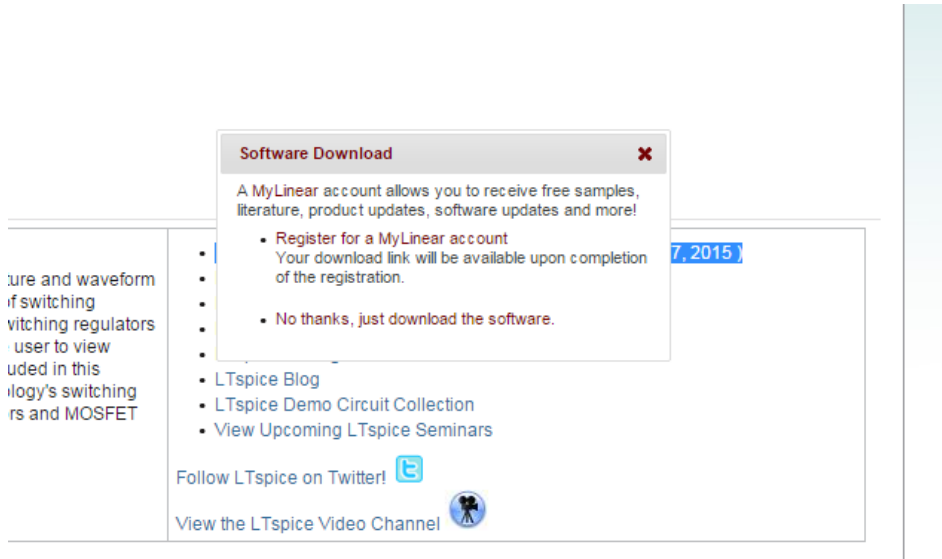 Software Download
A MyLinear account allows you to receive free samples,
literature, product updates, software updates and more!
• Register for a MyLinear account
Your download link will be available upon completion
of the registration.
• No thanks, just download the software.
ture and waveform
of switching
witching regulators
user to view
uded in this
ology's switching
rs and MOSFET
7, 2015 )
• LTspice Blog
• LTspice Demo Circuit Collection
• View Upcoming LTspice Seminars
Follow LTspice on Twitter!
View the LTspice Video Channel